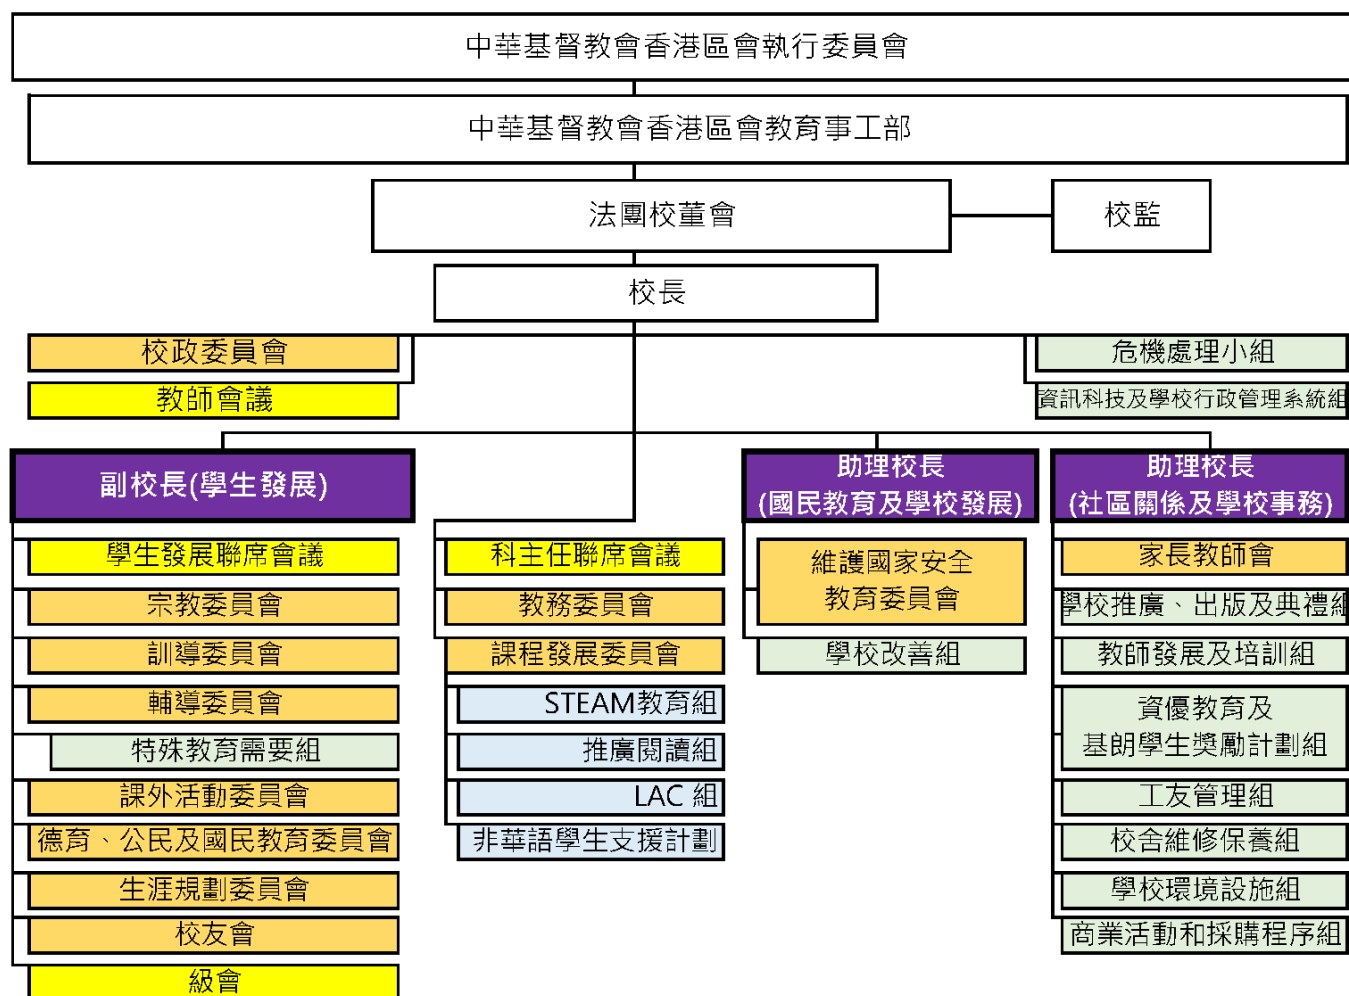 中華基督教會香港區會執行委員會
中華基督教會香港區會教育事工部
法團校董會
校監
校長
校政委員會
危機處理小組
教師會議
資訊科技及學校行政管理系統組
副校長(學生發展)
助理校長
(國民教育及學校發展)
助理校長
(社區關係及學校事務)
學生發展聯席會議
宗教委員會
訓導委員會
輔導委員會
特殊教育需要組
課外活動委員會
德育、公民及國民教育委員會
生涯規劃委員會
校友會
級會
科主任聯席會議
教務委員會
課程發展委員會
STEAM教育組
推廣閱讀組
LAC 組
非華語學生支援計劃
維護國家安全
教育委員會
學校改善組
家長教師會
學校推廣、出版及典禮組
教師發展及培訓組
資優教育及
基朗學生獎勵計劃組
工友管理組
校舍維修保養組
學校環境設施組
商業活動和採購程序組